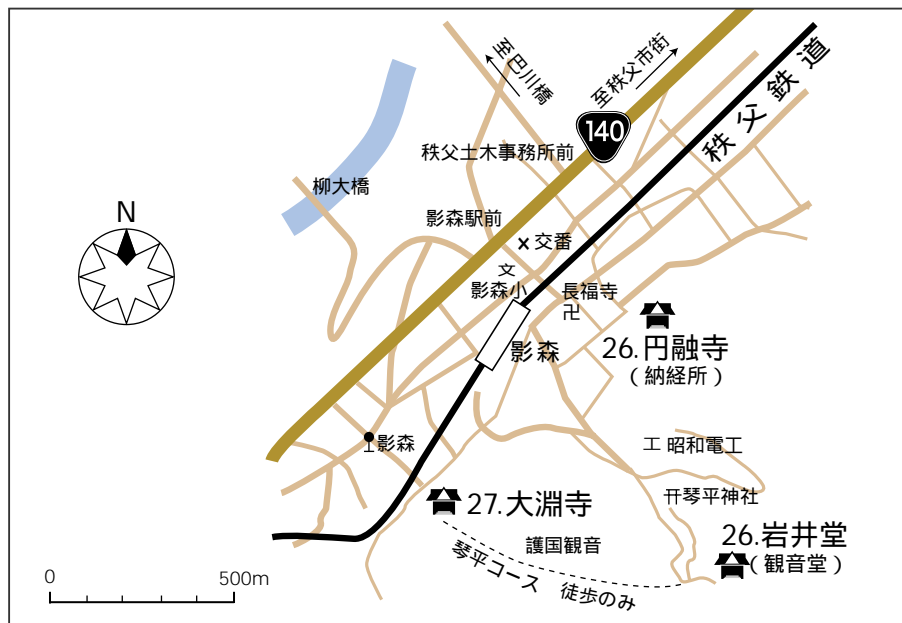 至巴川橋
至秩父市街
秩父鉄道
140
秩父土木事務所前
柳大橋
N
影森駅前
交番
文
影森小
長福寺
卍
影森
26.円融寺
(納経所)
影森
工 昭和電工
琴平神社
27.大淵寺
護国観音
26.岩井堂
(観音堂)
琴平コース 徒歩のみ
0 500m